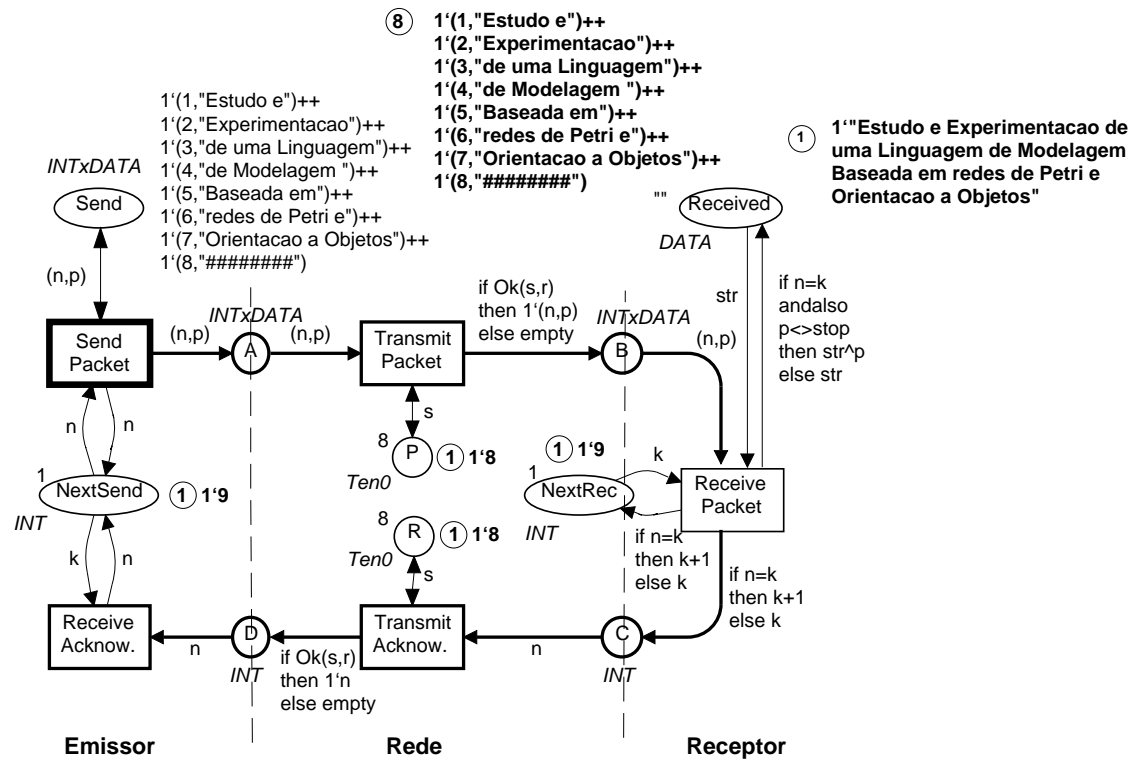 8
1‘(1,"Estudo e")++
1‘(2,"Experimentacao")++
1‘(3,"de uma Linguagem")++
1‘(4,"de Modelagem ")++
1‘(5,"Baseada em")++
1‘(6,"redes de Petri e")++
1‘(7,"Orientacao a Objetos")++
1‘(8,"########")
1‘(1,"Estudo e")++
1‘(2,"Experimentacao")++
1‘(3,"de uma Linguagem")++
1‘(4,"de Modelagem ")++
1‘(5,"Baseada em")++
1‘(6,"redes de Petri e")++
1‘(7,"Orientacao a Objetos")++
1‘(8,"########")
1
1‘"Estudo e Experimentacao de
uma Linguagem de Modelagem
Baseada em redes de Petri e
Orientacao a Objetos"
INTxDATA
Send
""
Received
DATA
(n,p)
str
if n=k
andalso
p<>stop
then str^p
else str
Send
Packet
(n,p)
INTxDATA
A
(n,p)
Transmit
Packet
if Ok(s,r)
then 1‘(n,p)
else empty
INTxDATA
B
(n,p)
n
n
s
8
P
1
1‘8
Ten0
1
NextSend
1
1‘9
INT
1
1‘9
k
1
NextRec
INT
Receive
Packet
if n=k
then k+1
else k
if n=k
then k+1
else k
8
R
1
1‘8
Ten0
s
k
n
Receive
Acknow.
n
D
INT
if Ok(s,r)
then 1‘n
else empty
Transmit
Acknow.
n
C
INT
Emissor
Rede
Receptor